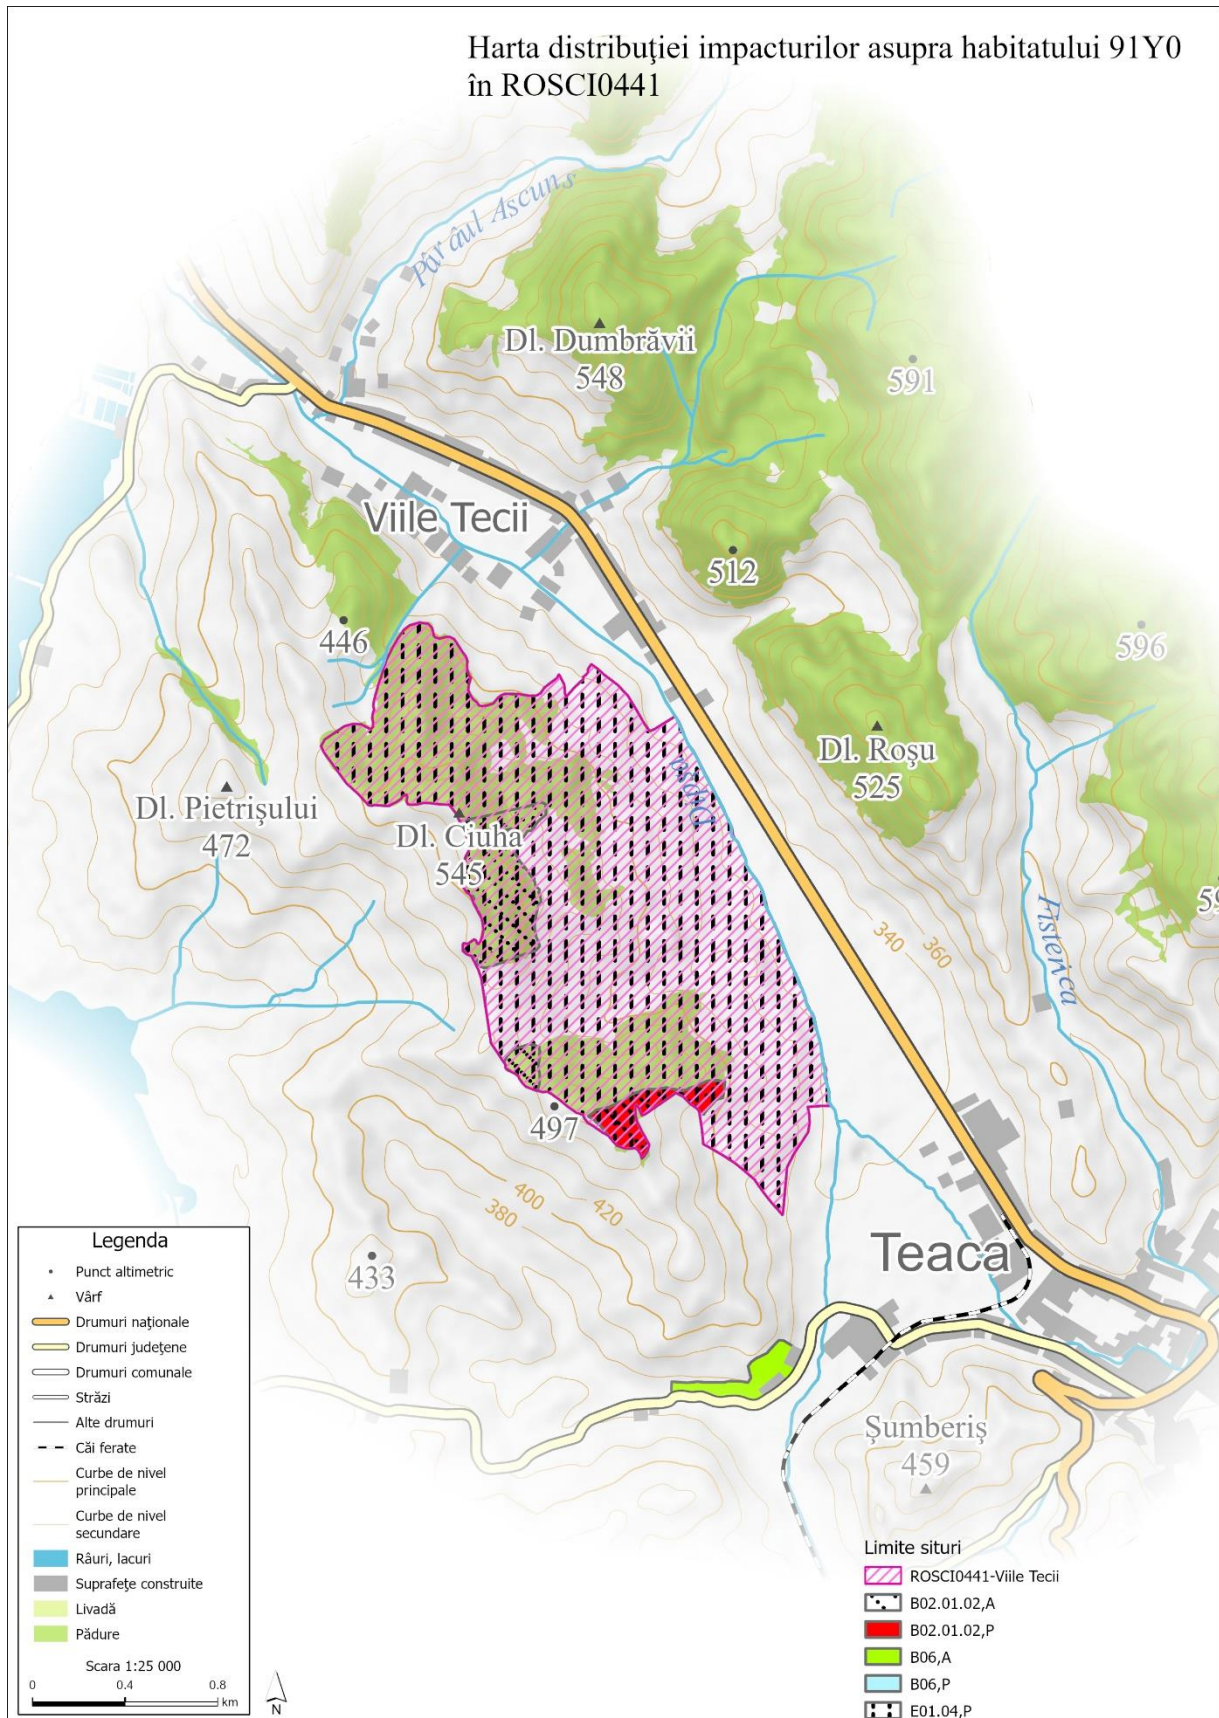 Harta distribuţiei impacturilor asupra habitatului 91Y0
în ROSCI0441
Pârâul Ascuns
Dl. Dumbrăvii
548
591
Viile Tecii
512
446
596
Dl. Roşu
525
Dipșa
Dl. Pietrişului
472
Dl. Ciuha
545
59
340
360
Fistenca
497
400
420
380
433
Teaca
Şumberiş
459
Legenda
Punct altimetric
Vârf
Drumuri naţionale
Drumuri judeţene
Drumuri comunale
Străzi
Alte drumuri
Căi ferate
Curbe de nivel
principale
Curbe de nivel
secundare
Râuri, lacuri
Suprafeţe construite
Livadă
Pădure
Scara 1:25 000
0
0.4
0.8
km
N
Limite situri
ROSCI0441-Viile Tecii
B02.01.02,A
B02.01.02,P
B06,A
B06,P
E01.04,P